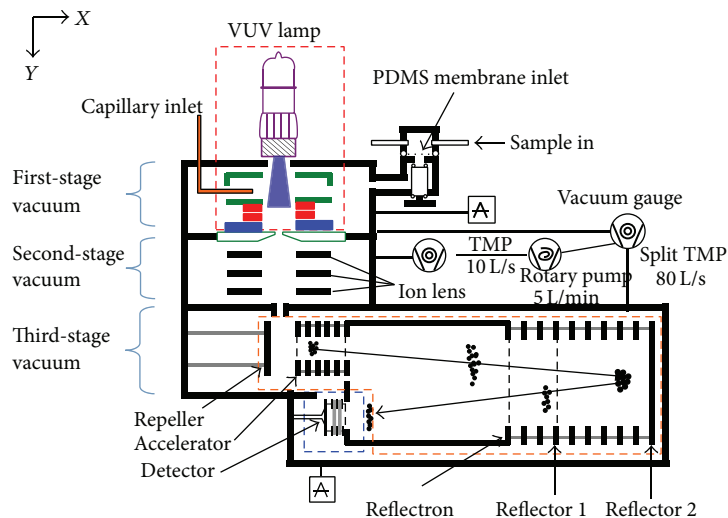 X
Y
VUV lamp
PDMS membrane inlet
Capillary inlet
Sample in
First-stage
vacuum
A
Vacuum gauge
Second-stage
vacuum
TMP
10 L/s
Split TMP
80 L/s
Rotary pump
5 L/min
Ion lens
Third-stage
vacuum
Repeller
Accelerator
Detector
A
Reflectron
Reflector 1
Reflector 2